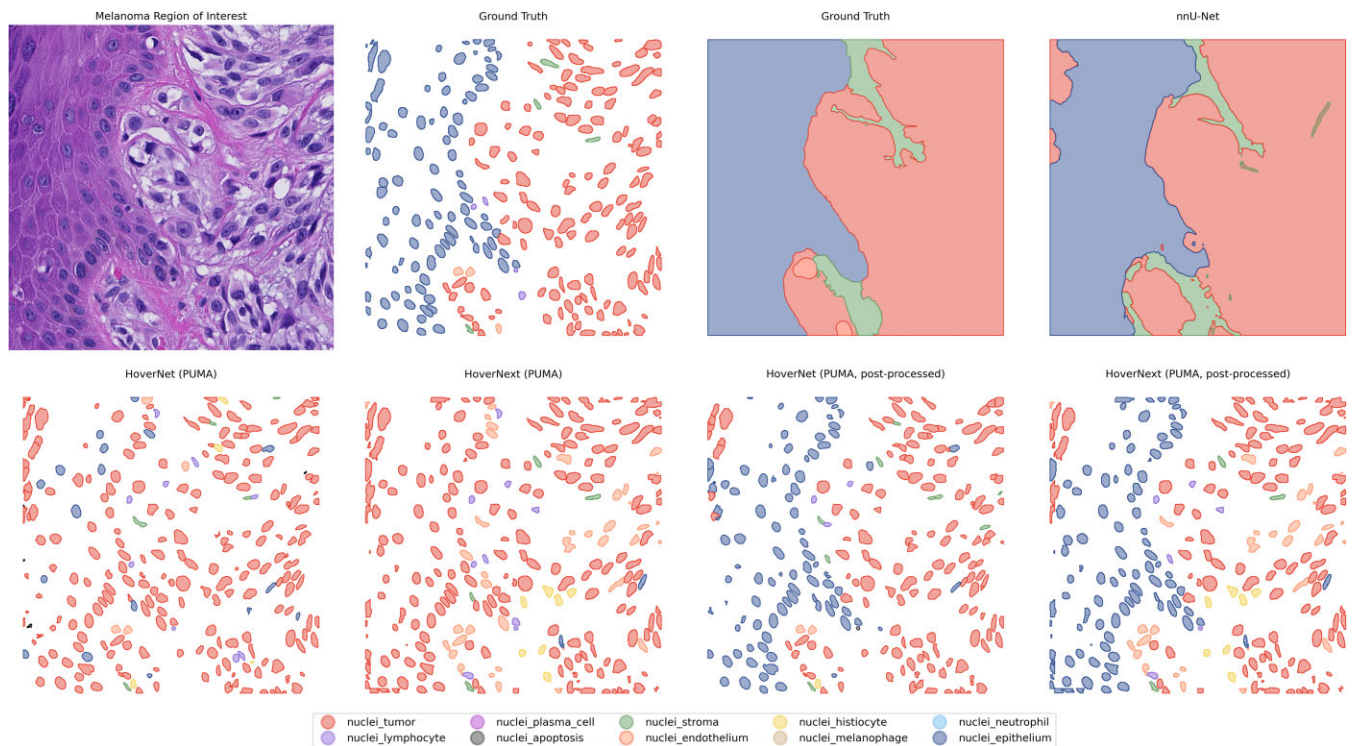 Melanoma Region of Interest
Ground Truth
Ground Truth
nnU-Net
HoverNet (PUMA)
HoverNext (PUMA)
HoverNet (PUMA, post-processed)
HoverNext (PUMA, post-processed)
nuclei_tumor
nuclei_plasma_cell
nuclei_stroma
nuclei_histiocyte
nuclei_neutrophil
nuclei_lymphocyte
nuclei_apoptosis
nuclei_endothelium
nuclei_melanophage
nuclei_epithelium